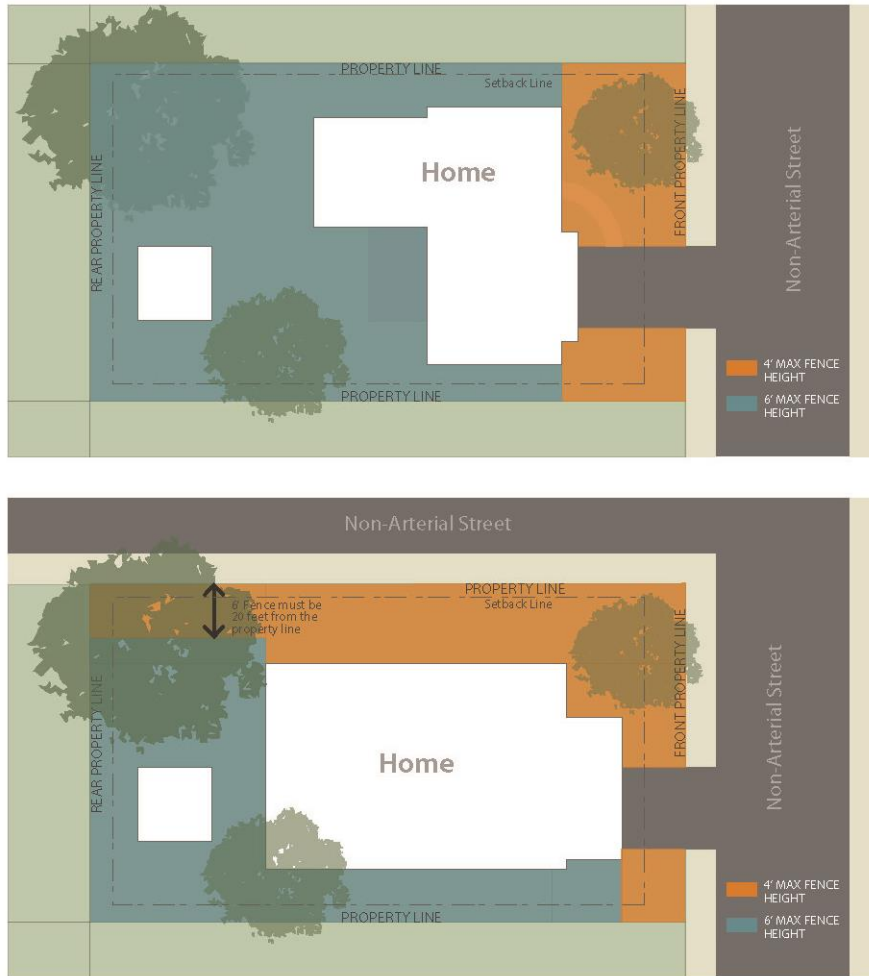 PROPERTY LINE
Setback Line
Home
REAR PROPERTY LINE
FRONT PROPERTY LINE
Non-Arterial Street
PROPERTY LINE
4' MAX FENCE
HEIGHT
6' MAX FENCE
HEIGHT
Non-Arterial Street
PROPERTY LINE
Setback Line
6' Fence must be
20 feet from the
property line
REAR PROPERTY LINE
FRONT PROPERTY LINE
Home
Non-Arterial Street
PROPERTY LINE
4' MAX FENCE
HEIGHT
6' MAX FENCE
HEIGHT